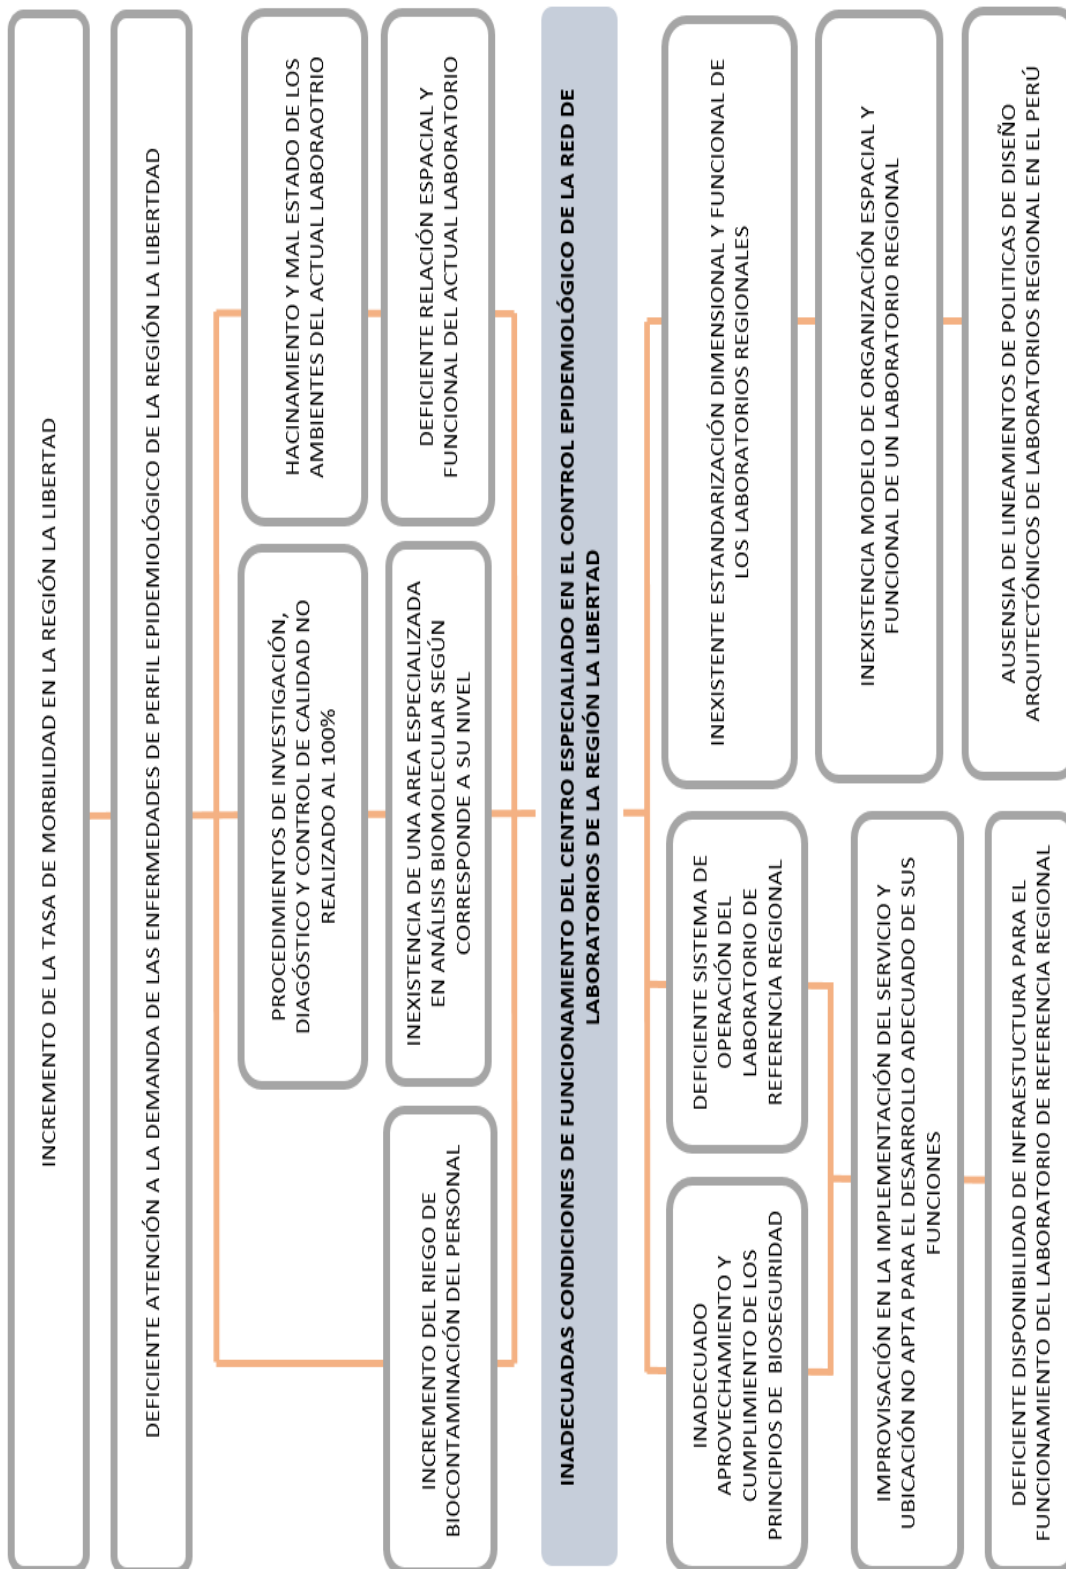 INCREMENTO DE LA TASA DE MORBILIDAD EN LA REGIÓN LA LIBERTAD
DEFICIENTE ATENCIÓN A LA DEMANDA DE LAS ENFERMEDADES DE PERFIL EPIDEMIOLÓGICO DE LA REGIÓN LA LIBERTDAD
PROCEDIMIENTOS DE INVESTIGACIÓN,
DIAGÓSTICO Y CONTROL DE CALIDAD NO
REALIZADO AL 100%
HACINAMIENTO Y MAL ESTADO DE LOS
AMBIENTES DEL ACTUAL LABORAOTRIO
INCREMENTO DEL RIEGO DE
BIOCONTAMINACIÓN DEL PERSONAL
INEXISTENCIA DE UNA AREA ESPECIALIZADA
EN ANÁLISIS BIOMOLECULAR SEGÚN
CORRESPONDE A SU NIVEL
DEFICIENTE RELACIÓN ESPACIAL Y
FUNCIONAL DEL ACTUAL LABORATORIO
INADECUADAS CONDICIONES DE FUNCIONAMIENTO DEL CENTRO ESPECIALIADO EN EL CONTROL EPIDEMIOLÓGICO DE LA RED DE
LABORATORIOS DE LA REGIÓN LA LIBERTAD
INADECUADO
APROVECHAMIENTO Y
CUMPLIMIENTO DE LOS
PRINCIPIOS DE BIOSEGURIDAD
DEFICIENTE SISTEMA DE
OPERACIÓN DEL
LABORATORIO DE
REFERENCIA REGIONAL
INEXISTENTE ESTANDARIZACIÓN DIMENSIONAL Y FUNCIONAL DE
LOS LABORATORIOS REGIONALES
IMPROVISACIÓN EN LA IMPLEMENTACIÓN DEL SERVICIO Y
UBICACIÓN NO APTA PARA EL DESARROLLO ADECUADO DE SUS
FUNCIONES
INEXISTENCIA MODELO DE ORGANIZACIÓN ESPACIAL Y
FUNCIONAL DE UN LABORATORIO REGIONAL
DEFICIENTE DISPONIBILIDAD DE INFRAESTUCTURA PARA EL
FUNCIONAMIENTO DEL LABORATORIO DE REFERENCIA REGIONAL
AUSENSIA DE LINEAMIENTOS DE POLITICAS DE DISEÑO
ARQUITECTÓNICOS DE LABORATORIOS REGIONAL EN EL PERÚ